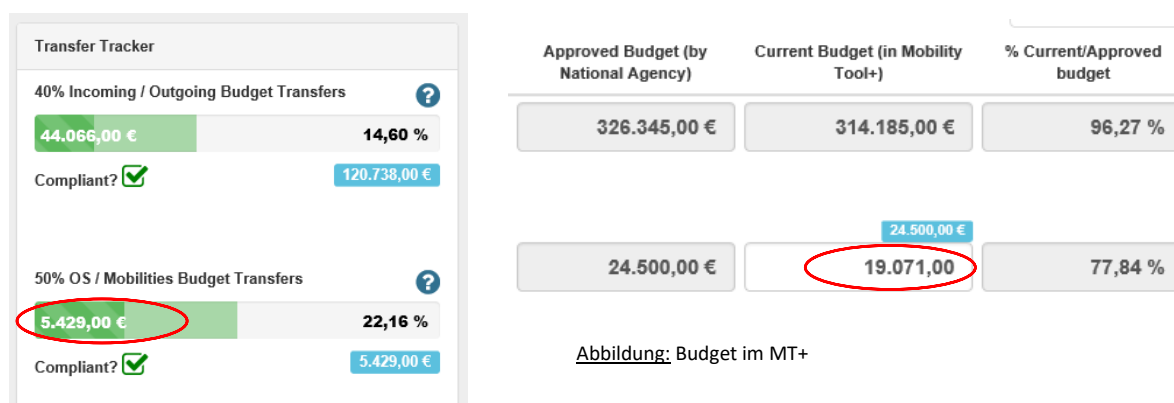 Transfer Tracker
40% Incoming / Outgoing Budget Transfers ?
44.066,00 € 14,60 %
Compliant? 120.738,00 €
50% OS / Mobilities Budget Transfers ?
5.429,00 € 22,16 %
Compliant? 5.429,00 €
Approved Budget (by Current Budget (in Mobility % Current/Approved
National Agency) Tool+) budget
326.345,00 € 314.185,00 € 96,27 %
24.500,00 €
24.500,00 € 19.071,00 77,84 %
Abbildung: Budget im MT+